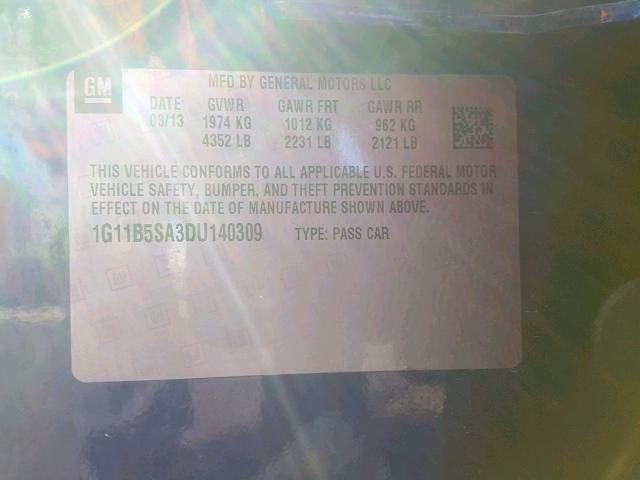 GM
MFD BY GENERAL MOTORS LLC
DATE GVWR GAWR FRT GAWR RR
03/13 1974 KG 1012 KG 962 KG
4352 LB 2231 LB 2121 LB
THIS VEHICLE CONFORMS TO ALL APPLICABLE U.S. FEDERAL MOTOR
VEHICLE SAFETY, BUMPER, AND THEFT PREVENTION STANDARDS IN
EFFECT ON THE DATE OF MANUFACTURE SHOWN ABOVE.
1G11B5SA3DU140309 TYPE: PASS CAR